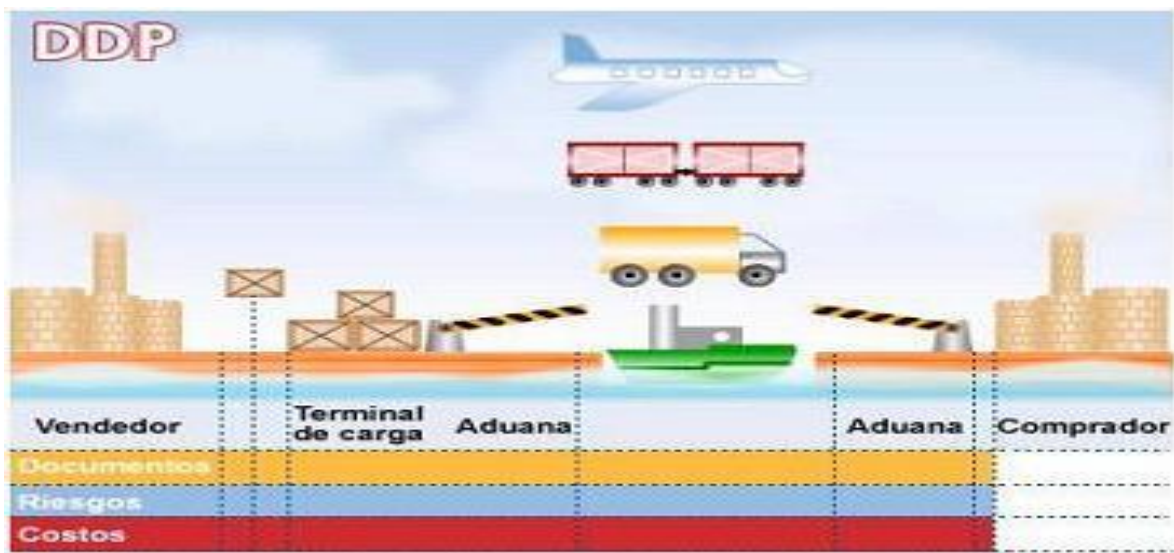 DDP
Vendedor
Terminal
de carga
Aduana
Aduana
Comprador
Documentos
Riesgos
Costos